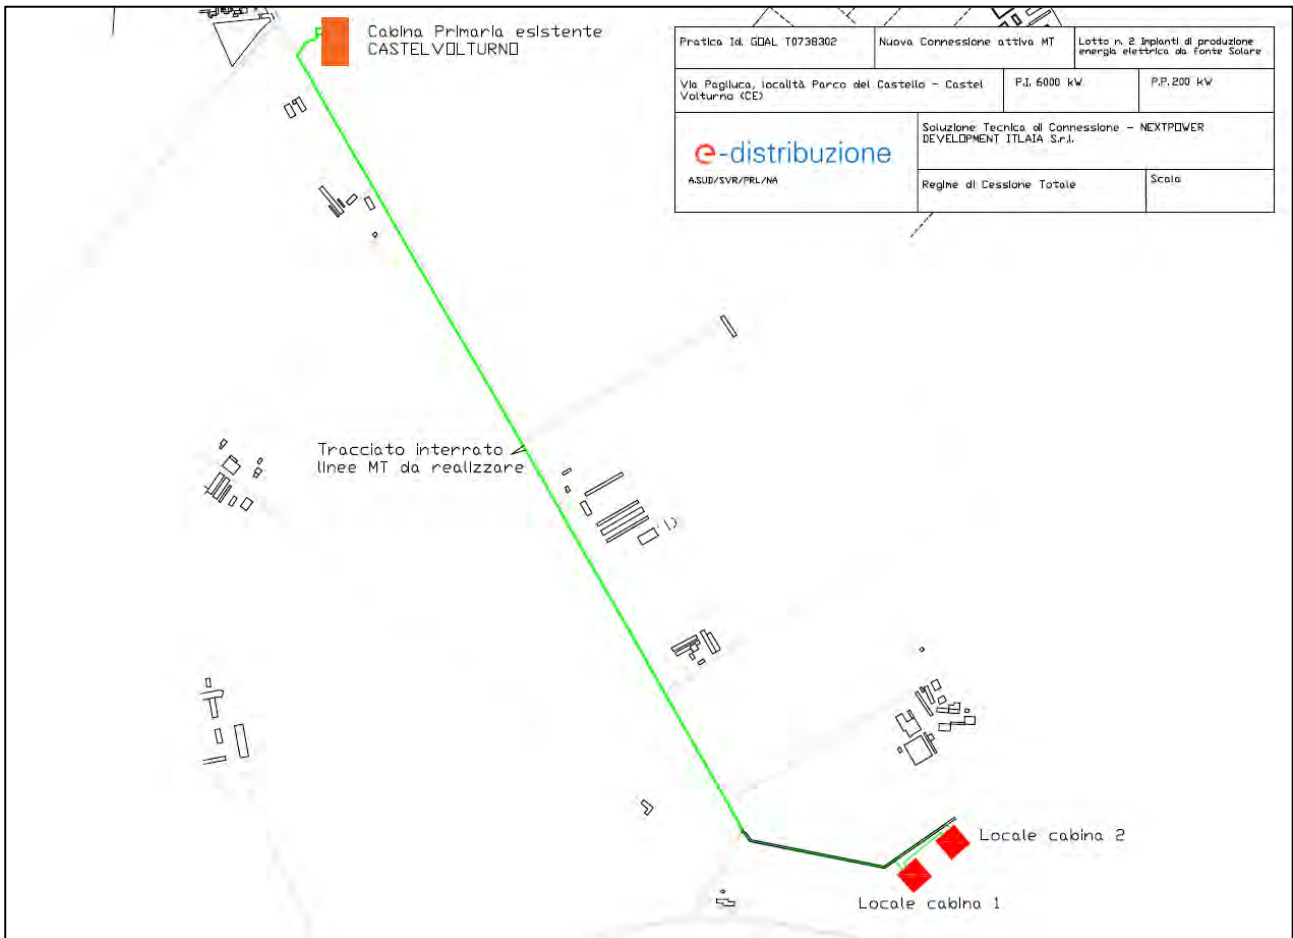 Cabina Primaria esistente
CASTELVOLTURNO
Pratica Id. GOAL T0738302
Nuova Connessione attiva MT
Lotto n. 2 Inpianti di produzione
energia elettrica da fonte Solare
Via Pagliuca, località Parco del Castello - Castel
Volturno (CE)
P.I. 6000 kW
P.P. 200 kW
e-distribuzione
A.SUD/SVR/PRL/NA
Soluzione Tecnica di Connessione - NEXTPOWER
DEVELOPMENT ITLAIA S.r.l.
Regime di Cessione Totale
Scala
Tracciato interrato
linee MT da realizzare
Locale cabina 2
Locale cabina 1